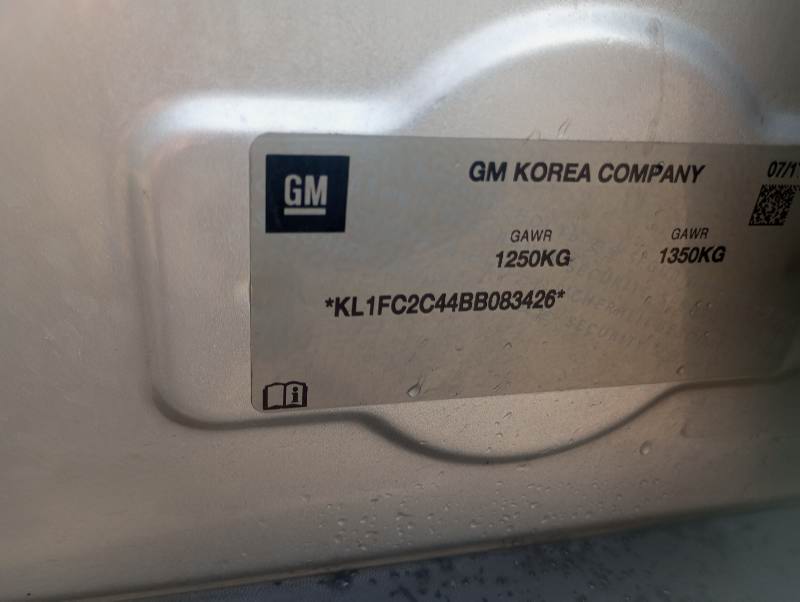 GM
GM KOREA COMPANY
07/1
GAWR GAWR
1250KG 1350KG
*KL1FC2C44BB083426*
i